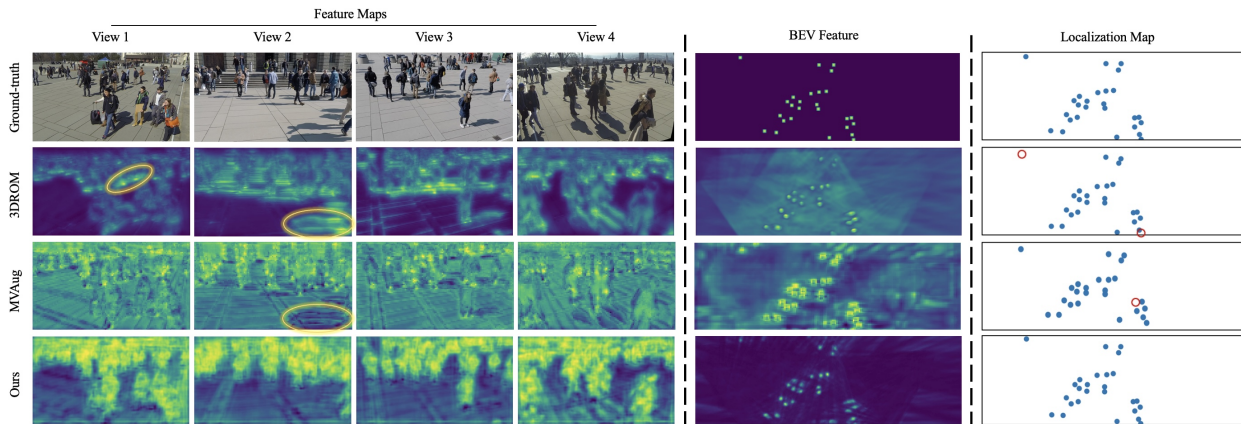 Feature Maps
View 1
View 2
View 3
View 4
BEV Feature
Localization Map
Ground-truth
3DROM
MVAug
Ours